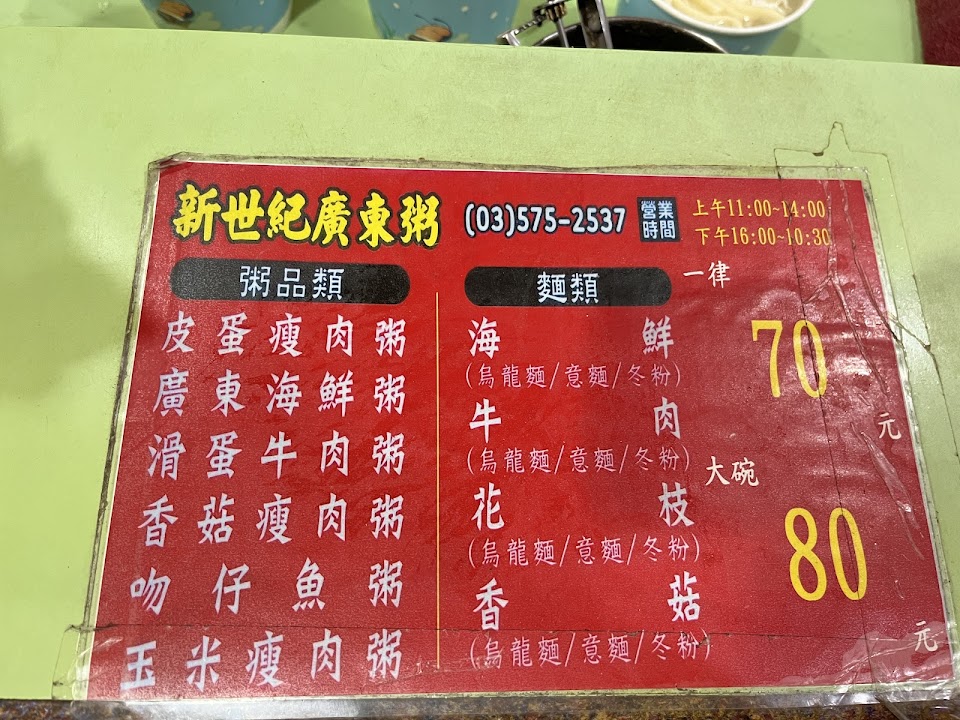 新世紀廣東粥 (03)575-2537 營業時間 上午11:00~14:00
下午16:00~10:30
粥品類
皮蛋瘦肉粥
廣東海鮮粥
滑蛋牛肉粥
香菇瘦肉粥
吻仔魚粥
玉米瘦肉粥
麵類
海鮮
(烏龍麵/意麵/冬粉)
牛肉
(烏龍麵/意麵/冬粉)
花枝
(烏龍麵/意麵/冬粉)
香菇
(烏龍麵/意麵/冬粉)
一律
70
元
大碗
80
元